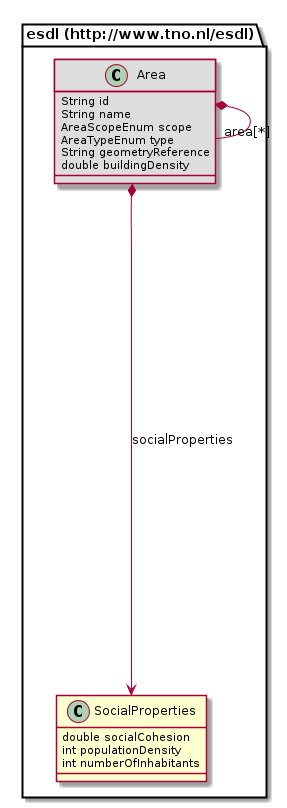 esdl (http://www.tno.nl/esdl)
C Area
String id
String name
AreaScopeEnum scope
AreaTypeEnum type
String geometryReference
double buildingDensity
area[*]
socialProperties
C SocialProperties
double socialCohesion
int populationDensity
int numberOfInhabitants